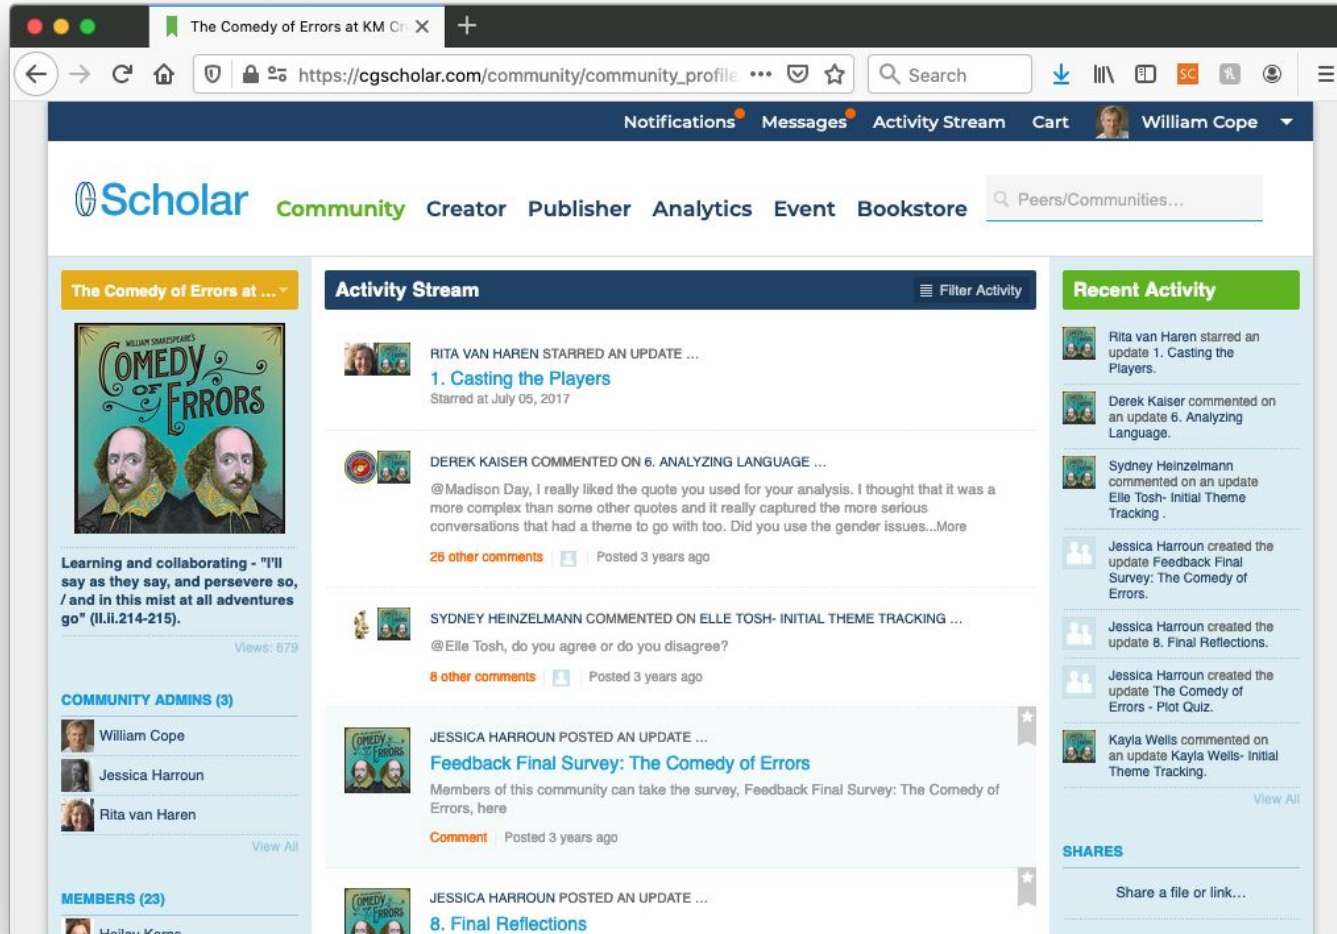 The Comedy of Errors at KM Cr
https://cgscholar.com/community/community_profile
Search
Notifications Messages Activity Stream Cart William Cope
Scholar Community Creator Publisher Analytics Event Bookstore Peers/Communities...
The Comedy of Errors at ...
WILLIAM SHAKESPEARE'S
COMEDY
OF
ERRORS
Learning and collaborating - "I'll
say as they say, and persevere so,
/ and in this mist at all adventures
go" (II.ii.214-215).
Views: 679
COMMUNITY ADMINS (3)
William Cope
Jessica Harroun
Rita van Haren
View All
MEMBERS (23)
Activity Stream
Filter Activity
RITA VAN HAREN STARRED AN UPDATE ...
1. Casting the Players
Starred at July 05, 2017
DEREK KAISER COMMENTED ON 6. ANALYZING LANGUAGE ...
@Madison Day, I really liked the quote you used for your analysis. I thought that it was a
more complex than some other quotes and it really captured the more serious
conversations that had a theme to go with too. Did you use the gender issues...More
26 other comments Posted 3 years ago
SYDNEY HEINZELMANN COMMENTED ON ELLE TOSH- INITIAL THEME TRACKING ...
@Elle Tosh, do you agree or do you disagree?
8 other comments Posted 3 years ago
JESSICA HARROUN POSTED AN UPDATE ...
Feedback Final Survey: The Comedy of Errors
Members of this community can take the survey, Feedback Final Survey: The Comedy of
Errors, here
Comment Posted 3 years ago
JESSICA HARROUN POSTED AN UPDATE ...
8. Final Reflections
Recent Activity
Rita van Haren starred an
update 1. Casting the
Players.
Derek Kaiser commented on
an update 6. Analyzing
Language.
Sydney Heinzelmann
commented on an update
Elle Tosh- Initial Theme
Tracking .
Jessica Harroun created the
update Feedback Final
Survey: The Comedy of
Errors.
Jessica Harroun created the
update 8. Final Reflections.
Jessica Harroun created the
update The Comedy of
Errors - Plot Quiz.
Kayla Wells commented on
an update Kayla Wells- Initial
Theme Tracking.
View All
SHARES
Share a file or link...